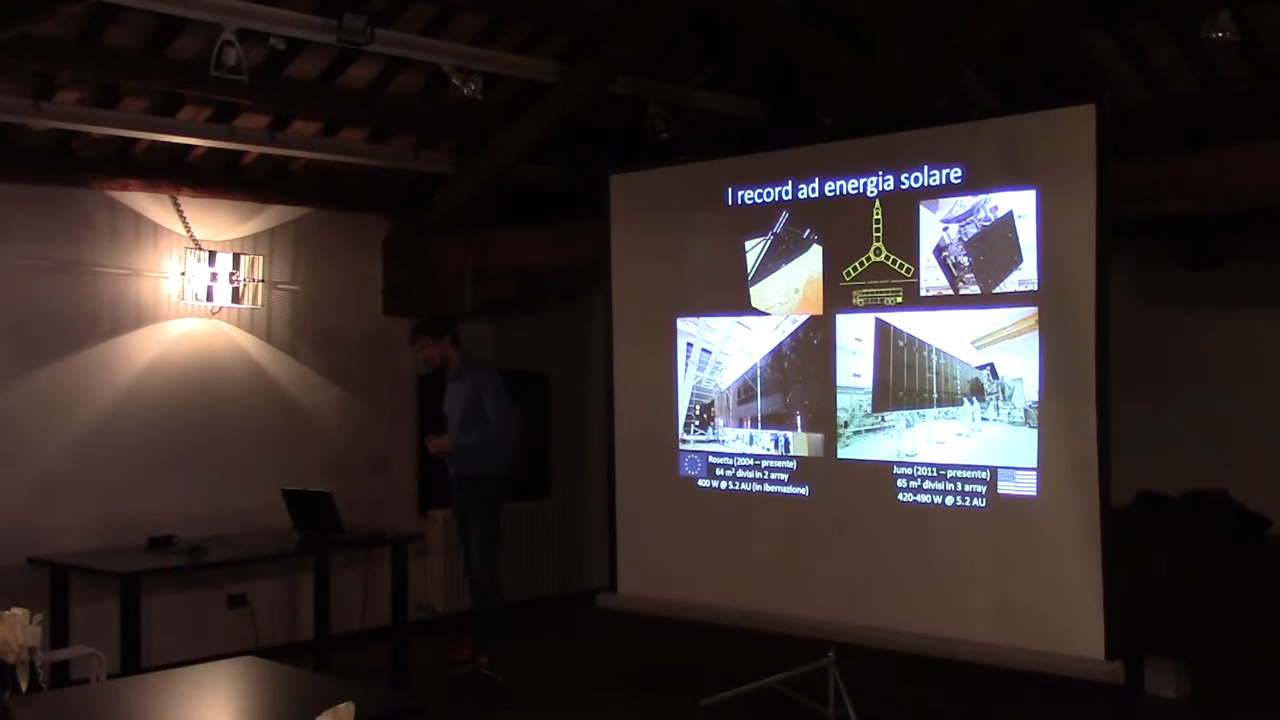 I record ad energia solare
Rosetta (2004 – presente)
64 m² divisi in 2 array
400 W @ 5.2 AU (in ibernazione)
Juno (2011 – presente)
65 m² divisi in 3 array
420-490 W @ 5.2 AU